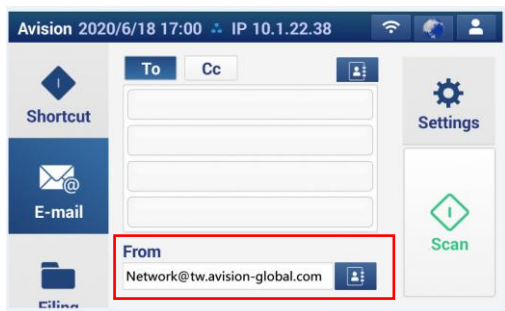 Avision 2020/6/18 17:00 IP 10.1.22.38
To Cc
Shortcut
Settings
@
E-mail
Scan
From
Network@tw.avision-global.com